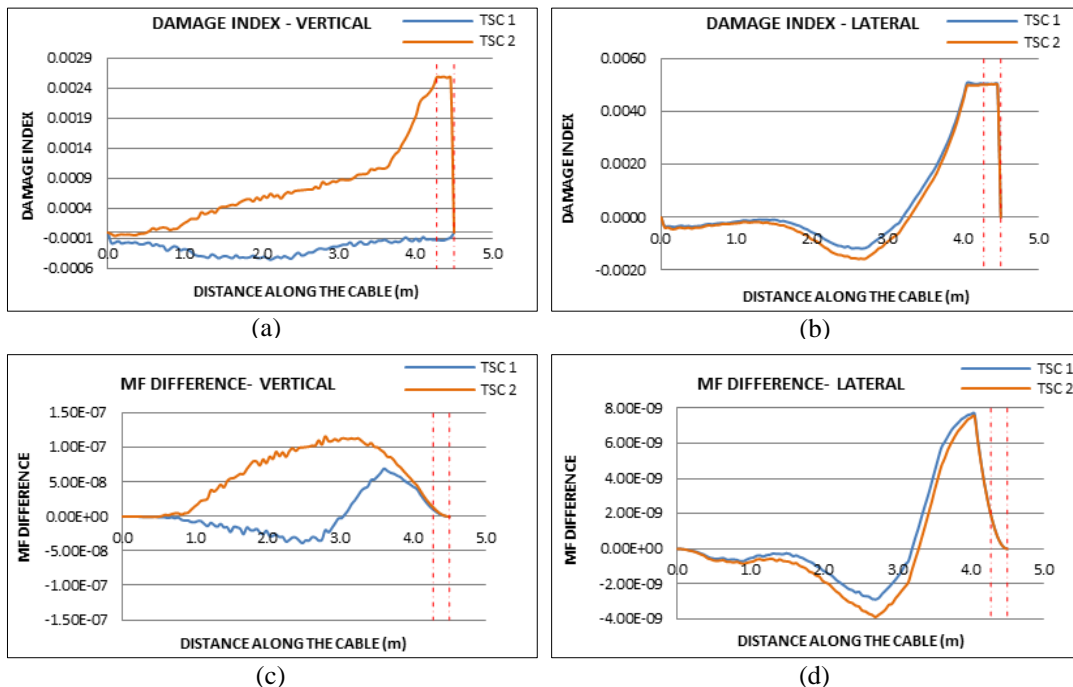 DAMAGE INDEX - VERTICAL
TSC 1
TSC 2
0.0029
0.0024
0.0019
0.0014
0.0009
0.0004
-0.0001
-0.0006
0.0 1.0 2.0 3.0 4.0 5.0
DAMAGE INDEX
DISTANCE ALONG THE CABLE (m)
(a)
DAMAGE INDEX - LATERAL
TSC 1
TSC 2
0.0060
0.0040
0.0020
0.0000
-0.0020
0.0 1.0 2.0 3.0 4.0 5.0
DAMAGE INDEX
DISTANCE ALONG THE CABLE (m)
(b)
MF DIFFERENCE- VERTICAL
TSC 1
TSC 2
1.50E-07
1.00E-07
5.00E-08
0.00E+00
-5.00E-08
-1.00E-07
-1.50E-07
0.0 1.0 2.0 3.0 4.0 5.0
MF DIFFERENCE
DISTANCE ALONG THE CABLE (m)
(c)
MF DIFFERENCE- LATERAL
TSC 1
TSC 2
8.00E-09
6.00E-09
4.00E-09
2.00E-09
0.00E+00
-2.00E-09
-4.00E-09
0.0 1.0 2.0 3.0 4.0 5.0
MF DIFFERENCE
DISTANCE ALONG THE CABLE (m)
(d)